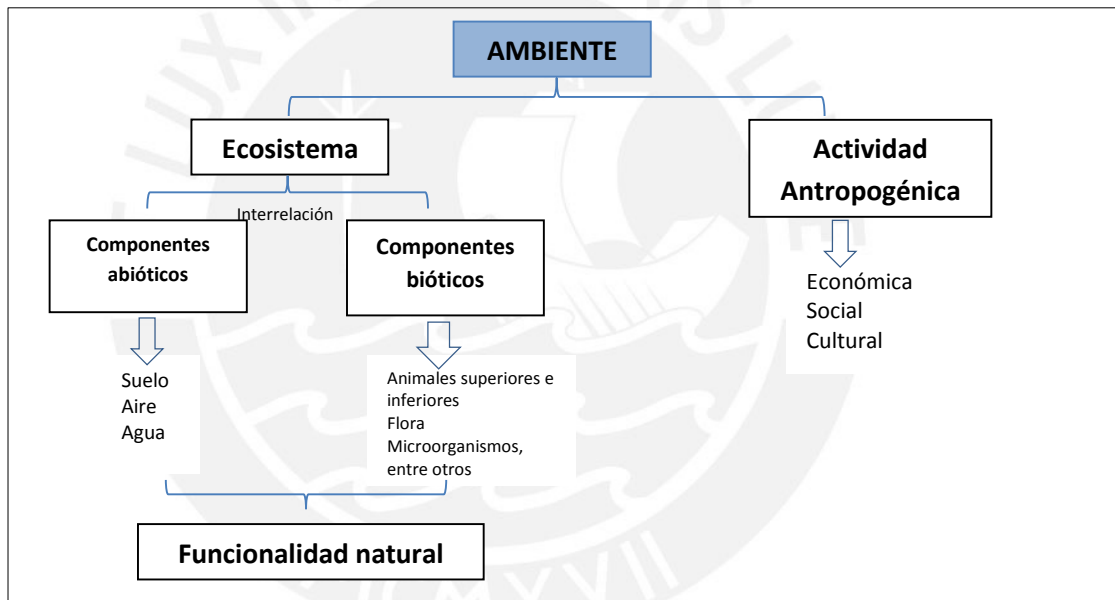 AMBIENTE
Ecosistema
Actividad
Antropogénica
Interrelación
Componentes
abióticos
Componentes
bióticos
Económica
Social
Cultural
Suelo
Aire
Agua
Animales superiores e
inferiores
Flora
Microorganismos,
entre otros
Funcionalidad natural